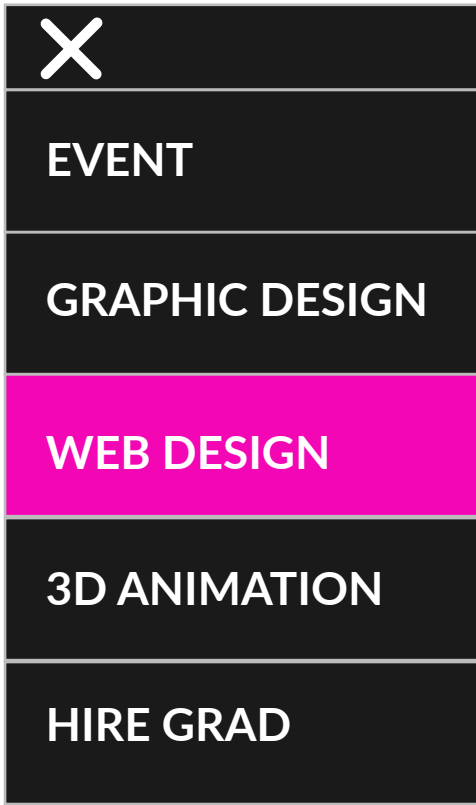 EVENT
GRAPHIC DESIGN
WEB DESIGN
3D ANIMATION
HIRE GRAD